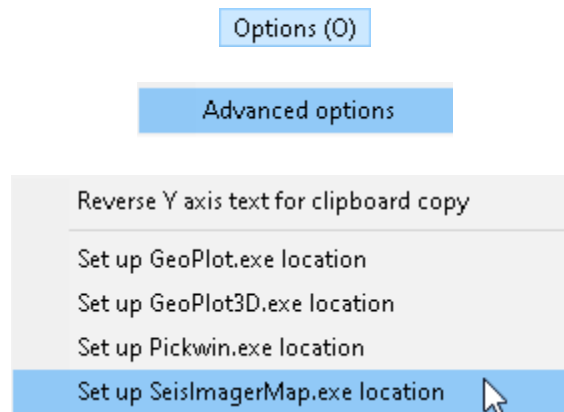 Options (O)
Advanced options
Reverse Y axis text for clipboard copy
Set up GeoPlot.exe location
Set up GeoPlot3D.exe location
Set up Pickwin.exe location
Set up SeisImagerMap.exe location